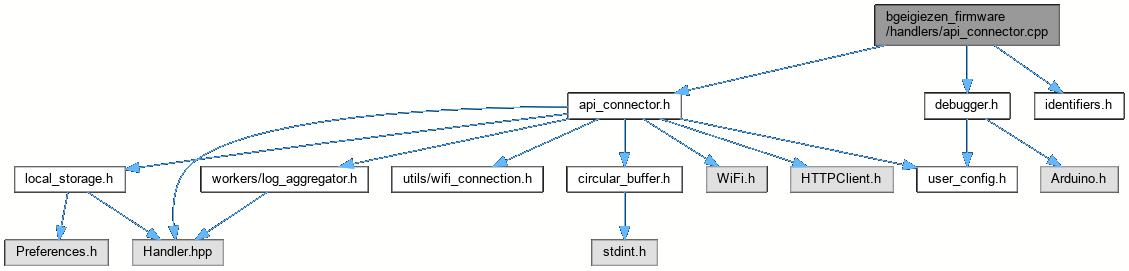 bgeigiezen_firmware
/handlers/api_connector.cpp
api_connector.h
debugger.h
identifiers.h
local_storage.h
workers/log_aggregator.h
utils/wifi_connection.h
circular_buffer.h
WiFi.h
HTTPClient.h
user_config.h
Arduino.h
Preferences.h
Handler.hpp
stdint.h